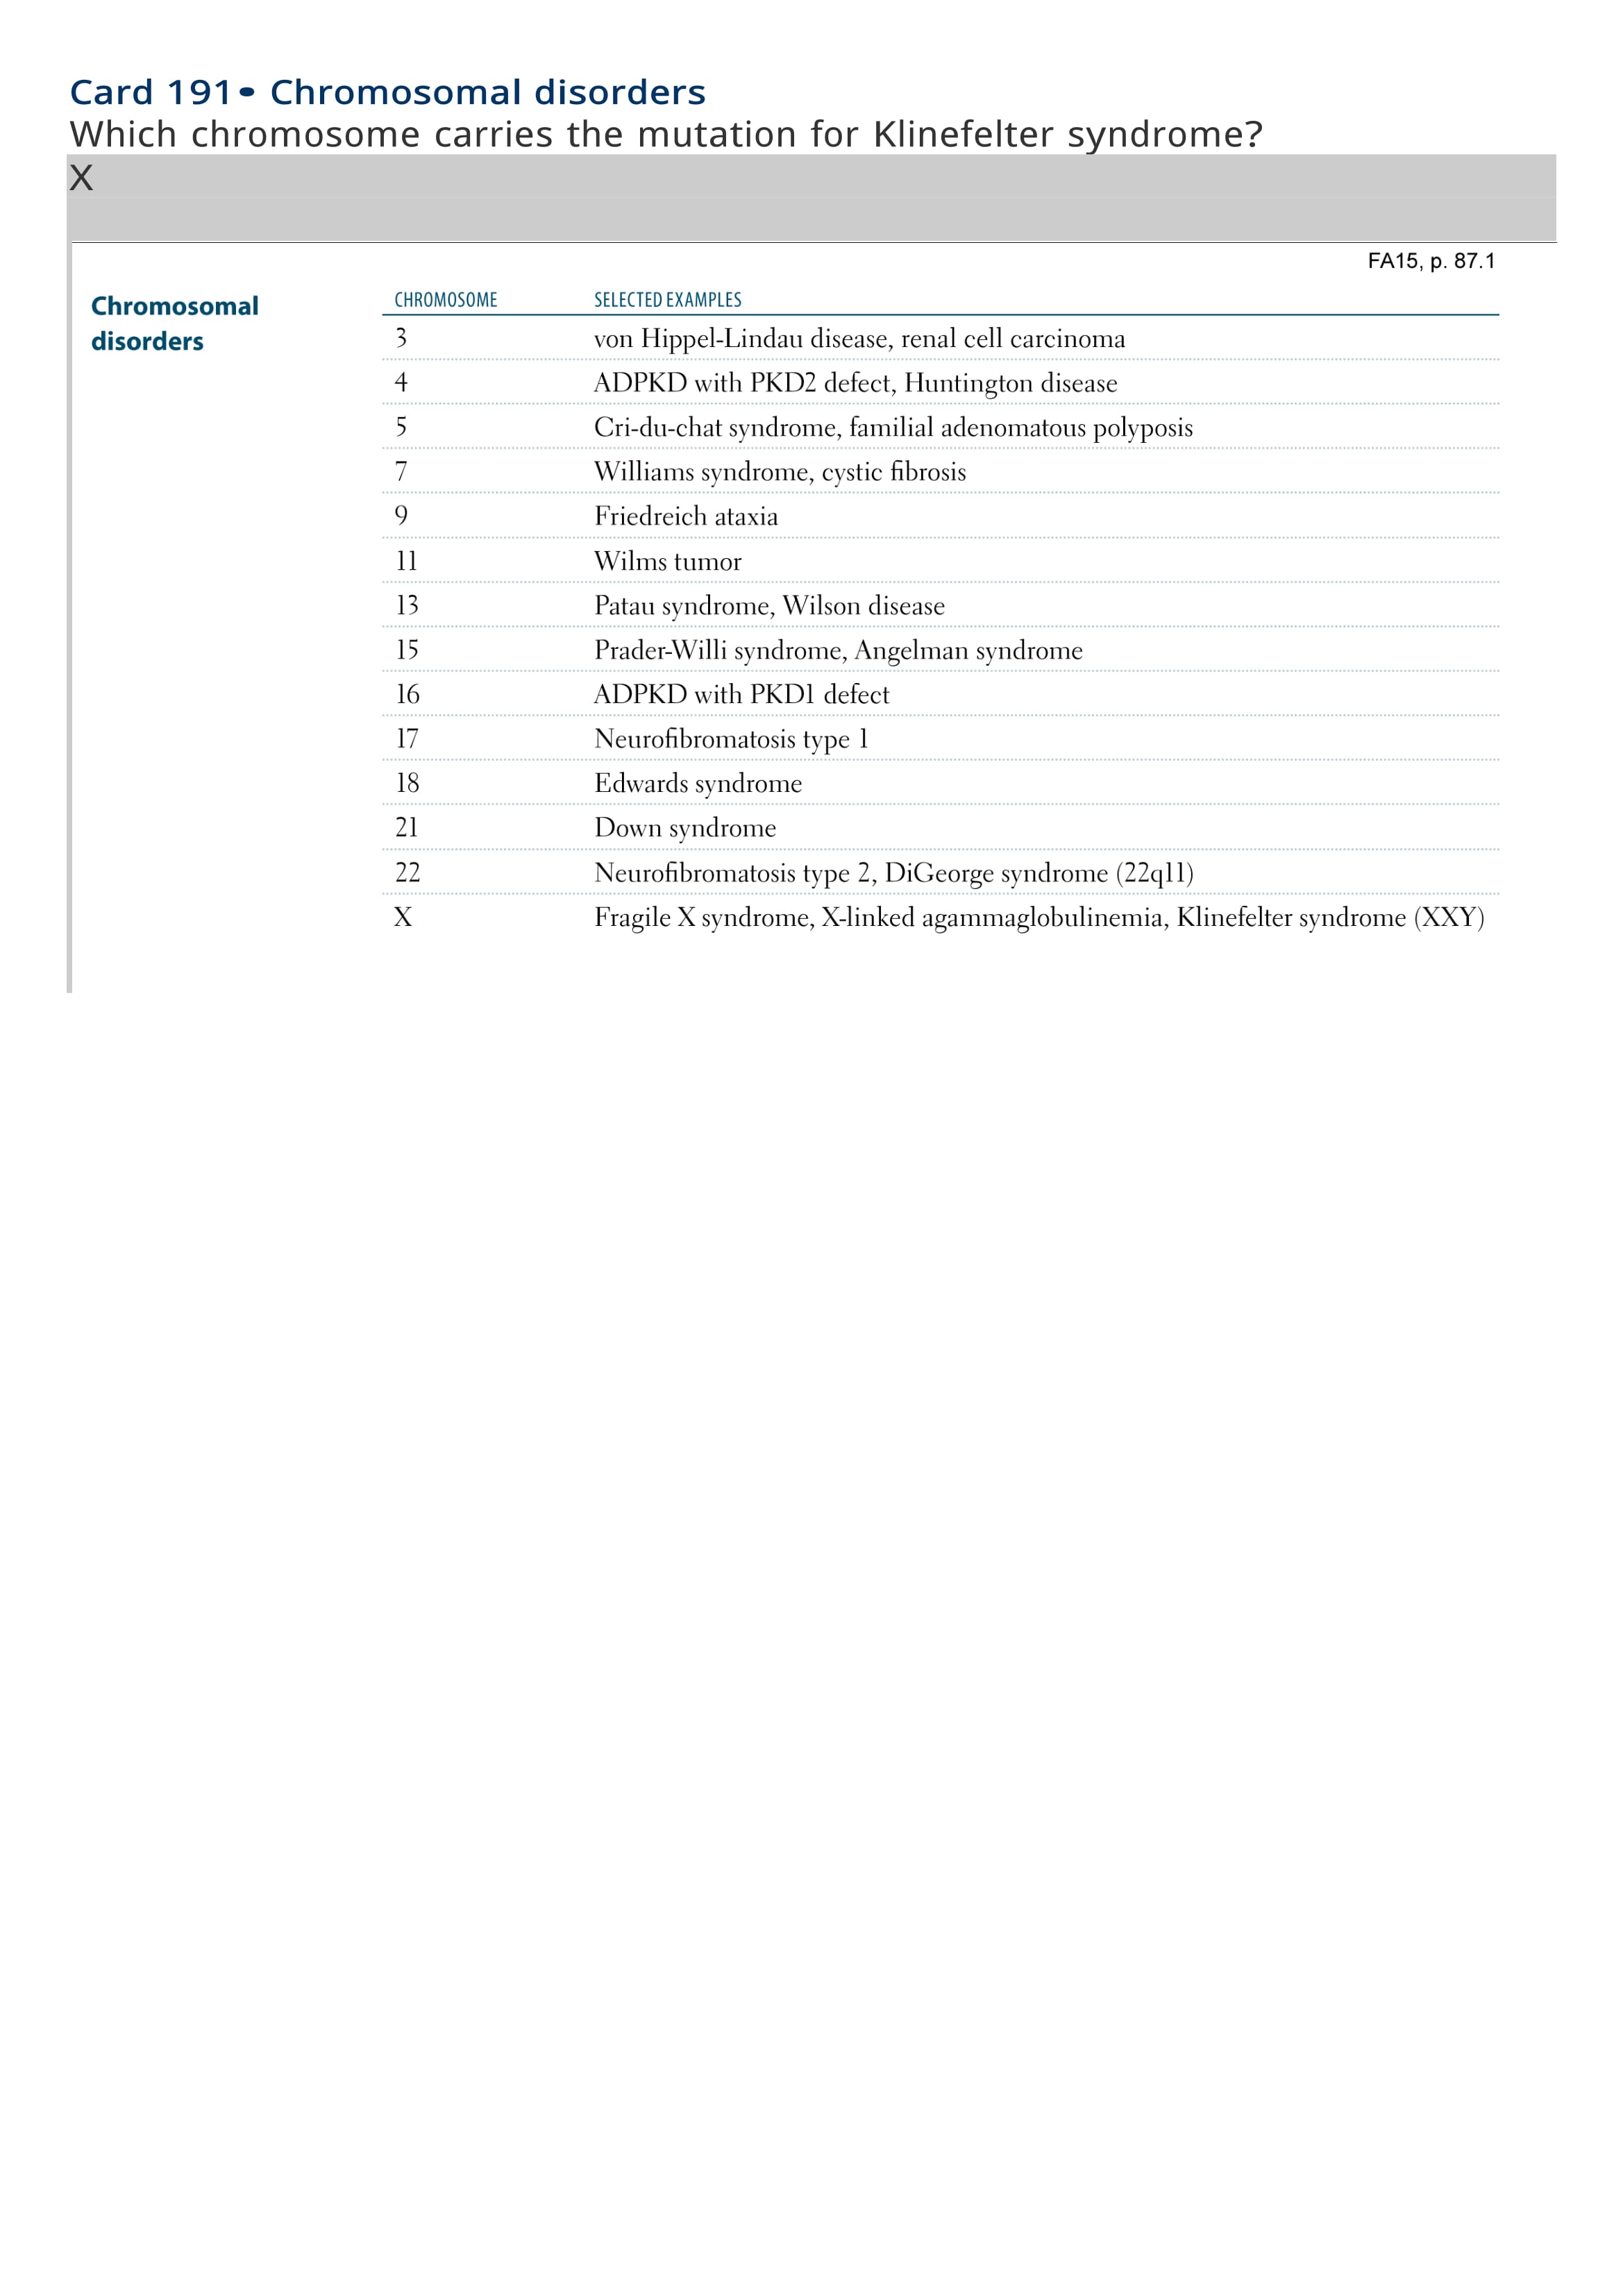 Card 191• Chromosomal disorders
Which chromosome carries the mutation for Klinefelter syndrome?
X
FA15, p. 87.1
Chromosomal
disorders
CHROMOSOME SELECTED EXAMPLES
3 von Hippel-Lindau disease, renal cell carcinoma
4 ADPKD with PKD2 defect, Huntington disease
5 Cri-du-chat syndrome, familial adenomatous polyposis
7 Williams syndrome, cystic fibrosis
9 Friedreich ataxia
11 Wilms tumor
13 Patau syndrome, Wilson disease
15 Prader-Willi syndrome, Angelman syndrome
16 ADPKD with PKD1 defect
17 Neurofibromatosis type 1
18 Edwards syndrome
21 Down syndrome
22 Neurofibromatosis type 2, DiGeorge syndrome (22q11)
X Fragile X syndrome, X-linked agammaglobulinemia, Klinefelter syndrome (XXY)